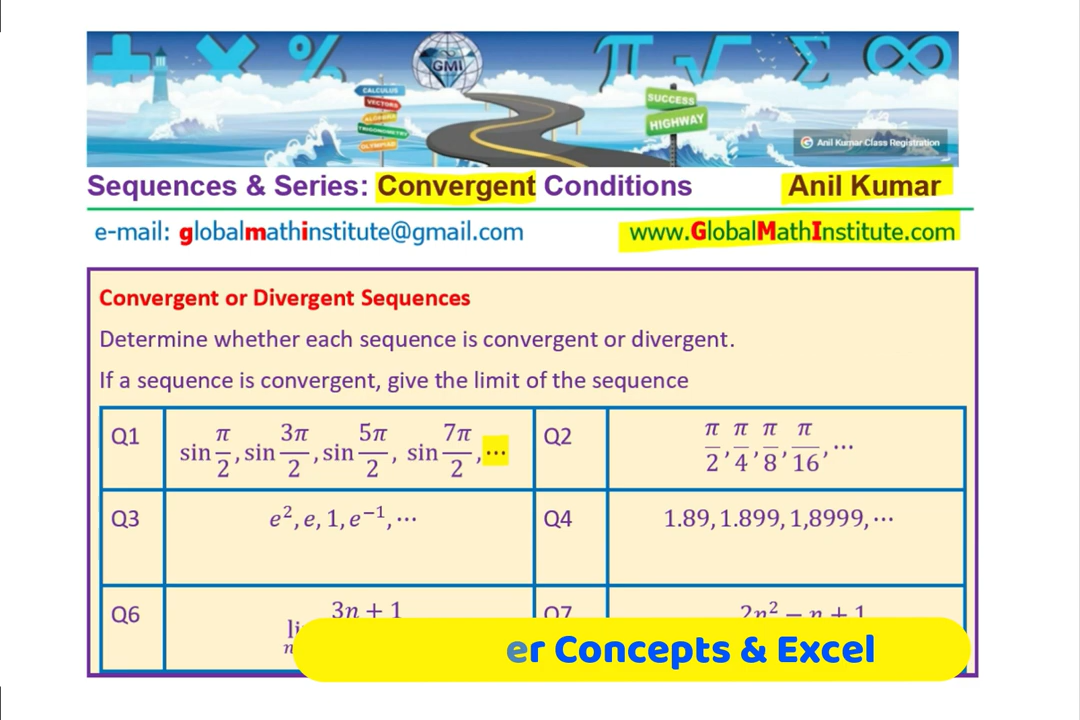 + × % GMI π √ Σ ∞
CALCULUS
VECTORS
ALGEBRA
TRIGONOMETRY
OLYMPIAD
SUCCESS
HIGHWAY
Anil Kumar Class Registration
Sequences & Series: Convergent Conditions Anil Kumar
e-mail: globalmathinstitute@gmail.com www.GlobalMathInstitute.com
Convergent or Divergent Sequences
Determine whether each sequence is convergent or divergent.
If a sequence is convergent, give the limit of the sequence
Q1 sin π/2, sin 3π/2, sin 5π/2, sin 7π/2, ⋯
Q2 π/2, π/4, π/8, π/16, ⋯
Q3 e², e, 1, e⁻¹, ⋯
Q4 1.89, 1.899, 1,8999, ⋯
Q6 3n + 1
Q7 2n² − n + 1
er Concepts & Excel